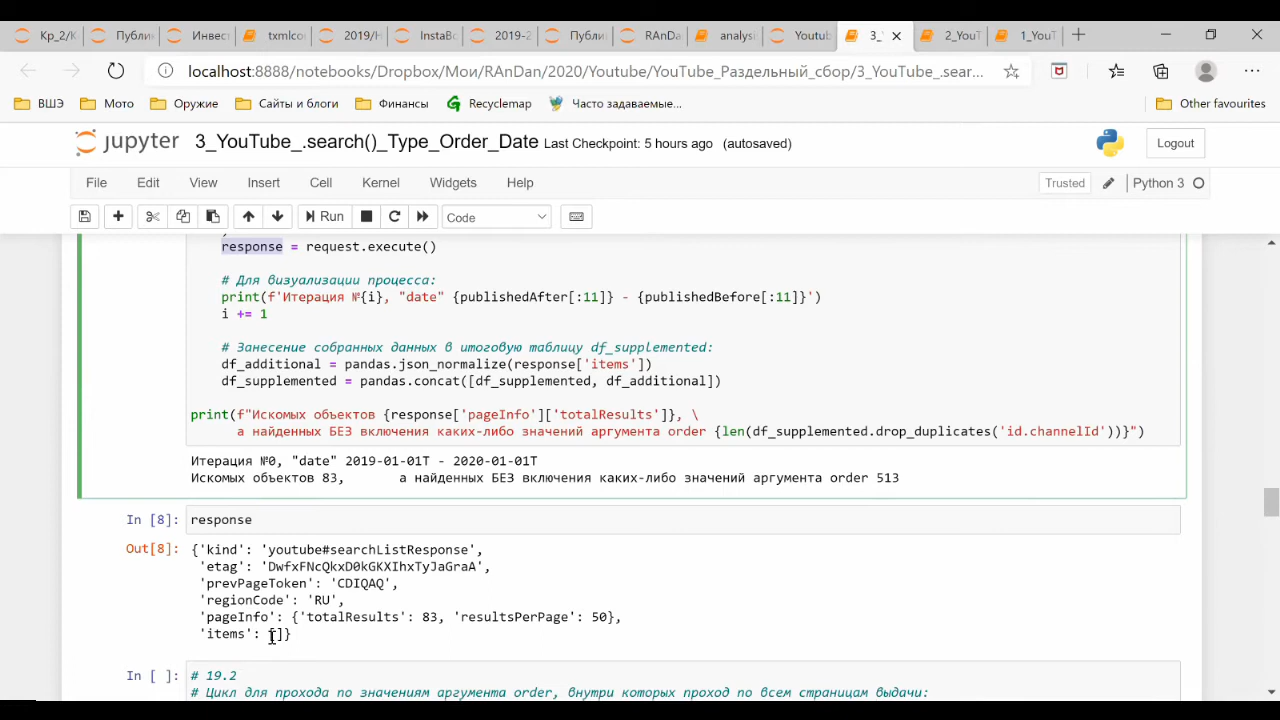 Kp_2/K
Публи
Инвес
txmlco
2019/H
InstaBo
2019-2
Публи
RAnDa
analysi
Youtub
3_
2_YouT
1_YouT
localhost:8888/notebooks/Dropbox/Мои/RAnDan/2020/Youtube/YouTube_Раздельный_сбор/3_YouTube_.sear...
ВШЭ
Мото
Оружие
Сайты и блоги
Финансы
Recyclemap
Часто задаваемые...
Other favourites
jupyter 3_YouTube_.search()_Type_Order_Date Last Checkpoint: 5 hours ago (autosaved)
Logout
File Edit View Insert Cell Kernel Widgets Help
Trusted
Python 3
Run
Code
response = request.execute()
# Для визуализации процесса:
print(f'Итерация №{i}, "date" {publishedAfter[:11]} - {publishedBefore[:11]}')
i += 1
# Занесение собранных данных в итоговую таблицу df_supplemented:
df_additional = pandas.json_normalize(response['items'])
df_supplemented = pandas.concat([df_supplemented, df_additional])
print(f"Искомых объектов {response['pageInfo']['totalResults']}, \
а найденных БЕЗ включения каких-либо значений аргумента order {len(df_supplemented.drop_duplicates('id.channelId'))}")
Итерация №0, "date" 2019-01-01T - 2020-01-01T
Искомых объектов 83, а найденных БЕЗ включения каких-либо значений аргумента order 513
In [8]: response
Out[8]: {'kind': 'youtube#searchListResponse',
'etag': 'DwfxFNcQkxD0kGKXIhxTyJaGraA',
'prevPageToken': 'CDIQAQ',
'regionCode': 'RU',
'pageInfo': {'totalResults': 83, 'resultsPerPage': 50},
'items': []}
In [ ]: # 19.2
# Цикл для прохода по значениям аргумента order, внутри которых проход по всем страницам выдачи: